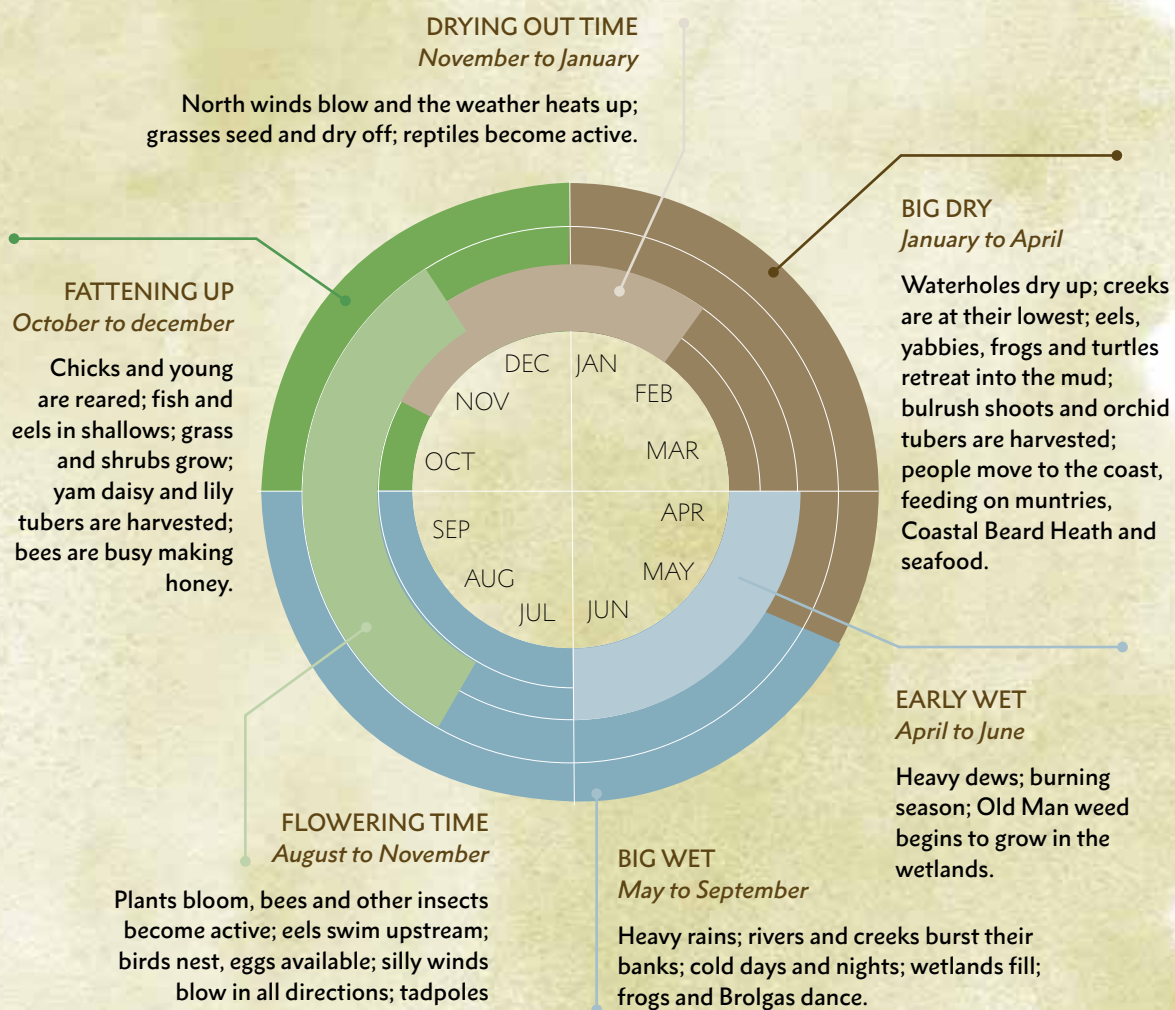 DRYING OUT TIME
November to January
North winds blow and the weather heats up;
grasses seed and dry off; reptiles become active.
BIG DRY
January to April
Waterholes dry up; creeks
are at their lowest; eels,
yabbies, frogs and turtles
retreat into the mud;
bulrush shoots and orchid
tubers are harvested;
people move to the coast,
feeding on muntries,
Coastal Beard Heath and
seafood.
FATTENING UP
October to december
Chicks and young
are reared; fish and
eels in shallows; grass
and shrubs grow;
yam daisy and lily
tubers are harvested;
bees are busy making
honey.
JAN
FEB
MAR
APR
MAY
JUN
JUL
AUG
SEP
OCT
NOV
DEC
EARLY WET
April to June
Heavy dews; burning
season; Old Man weed
begins to grow in the
wetlands.
FLOWERING TIME
August to November
Plants bloom, bees and other insects
become active; eels swim upstream;
birds nest, eggs available; silly winds
blow in all directions; tadpoles
BIG WET
May to September
Heavy rains; rivers and creeks burst their
banks; cold days and nights; wetlands fill;
frogs and Brolgas dance.